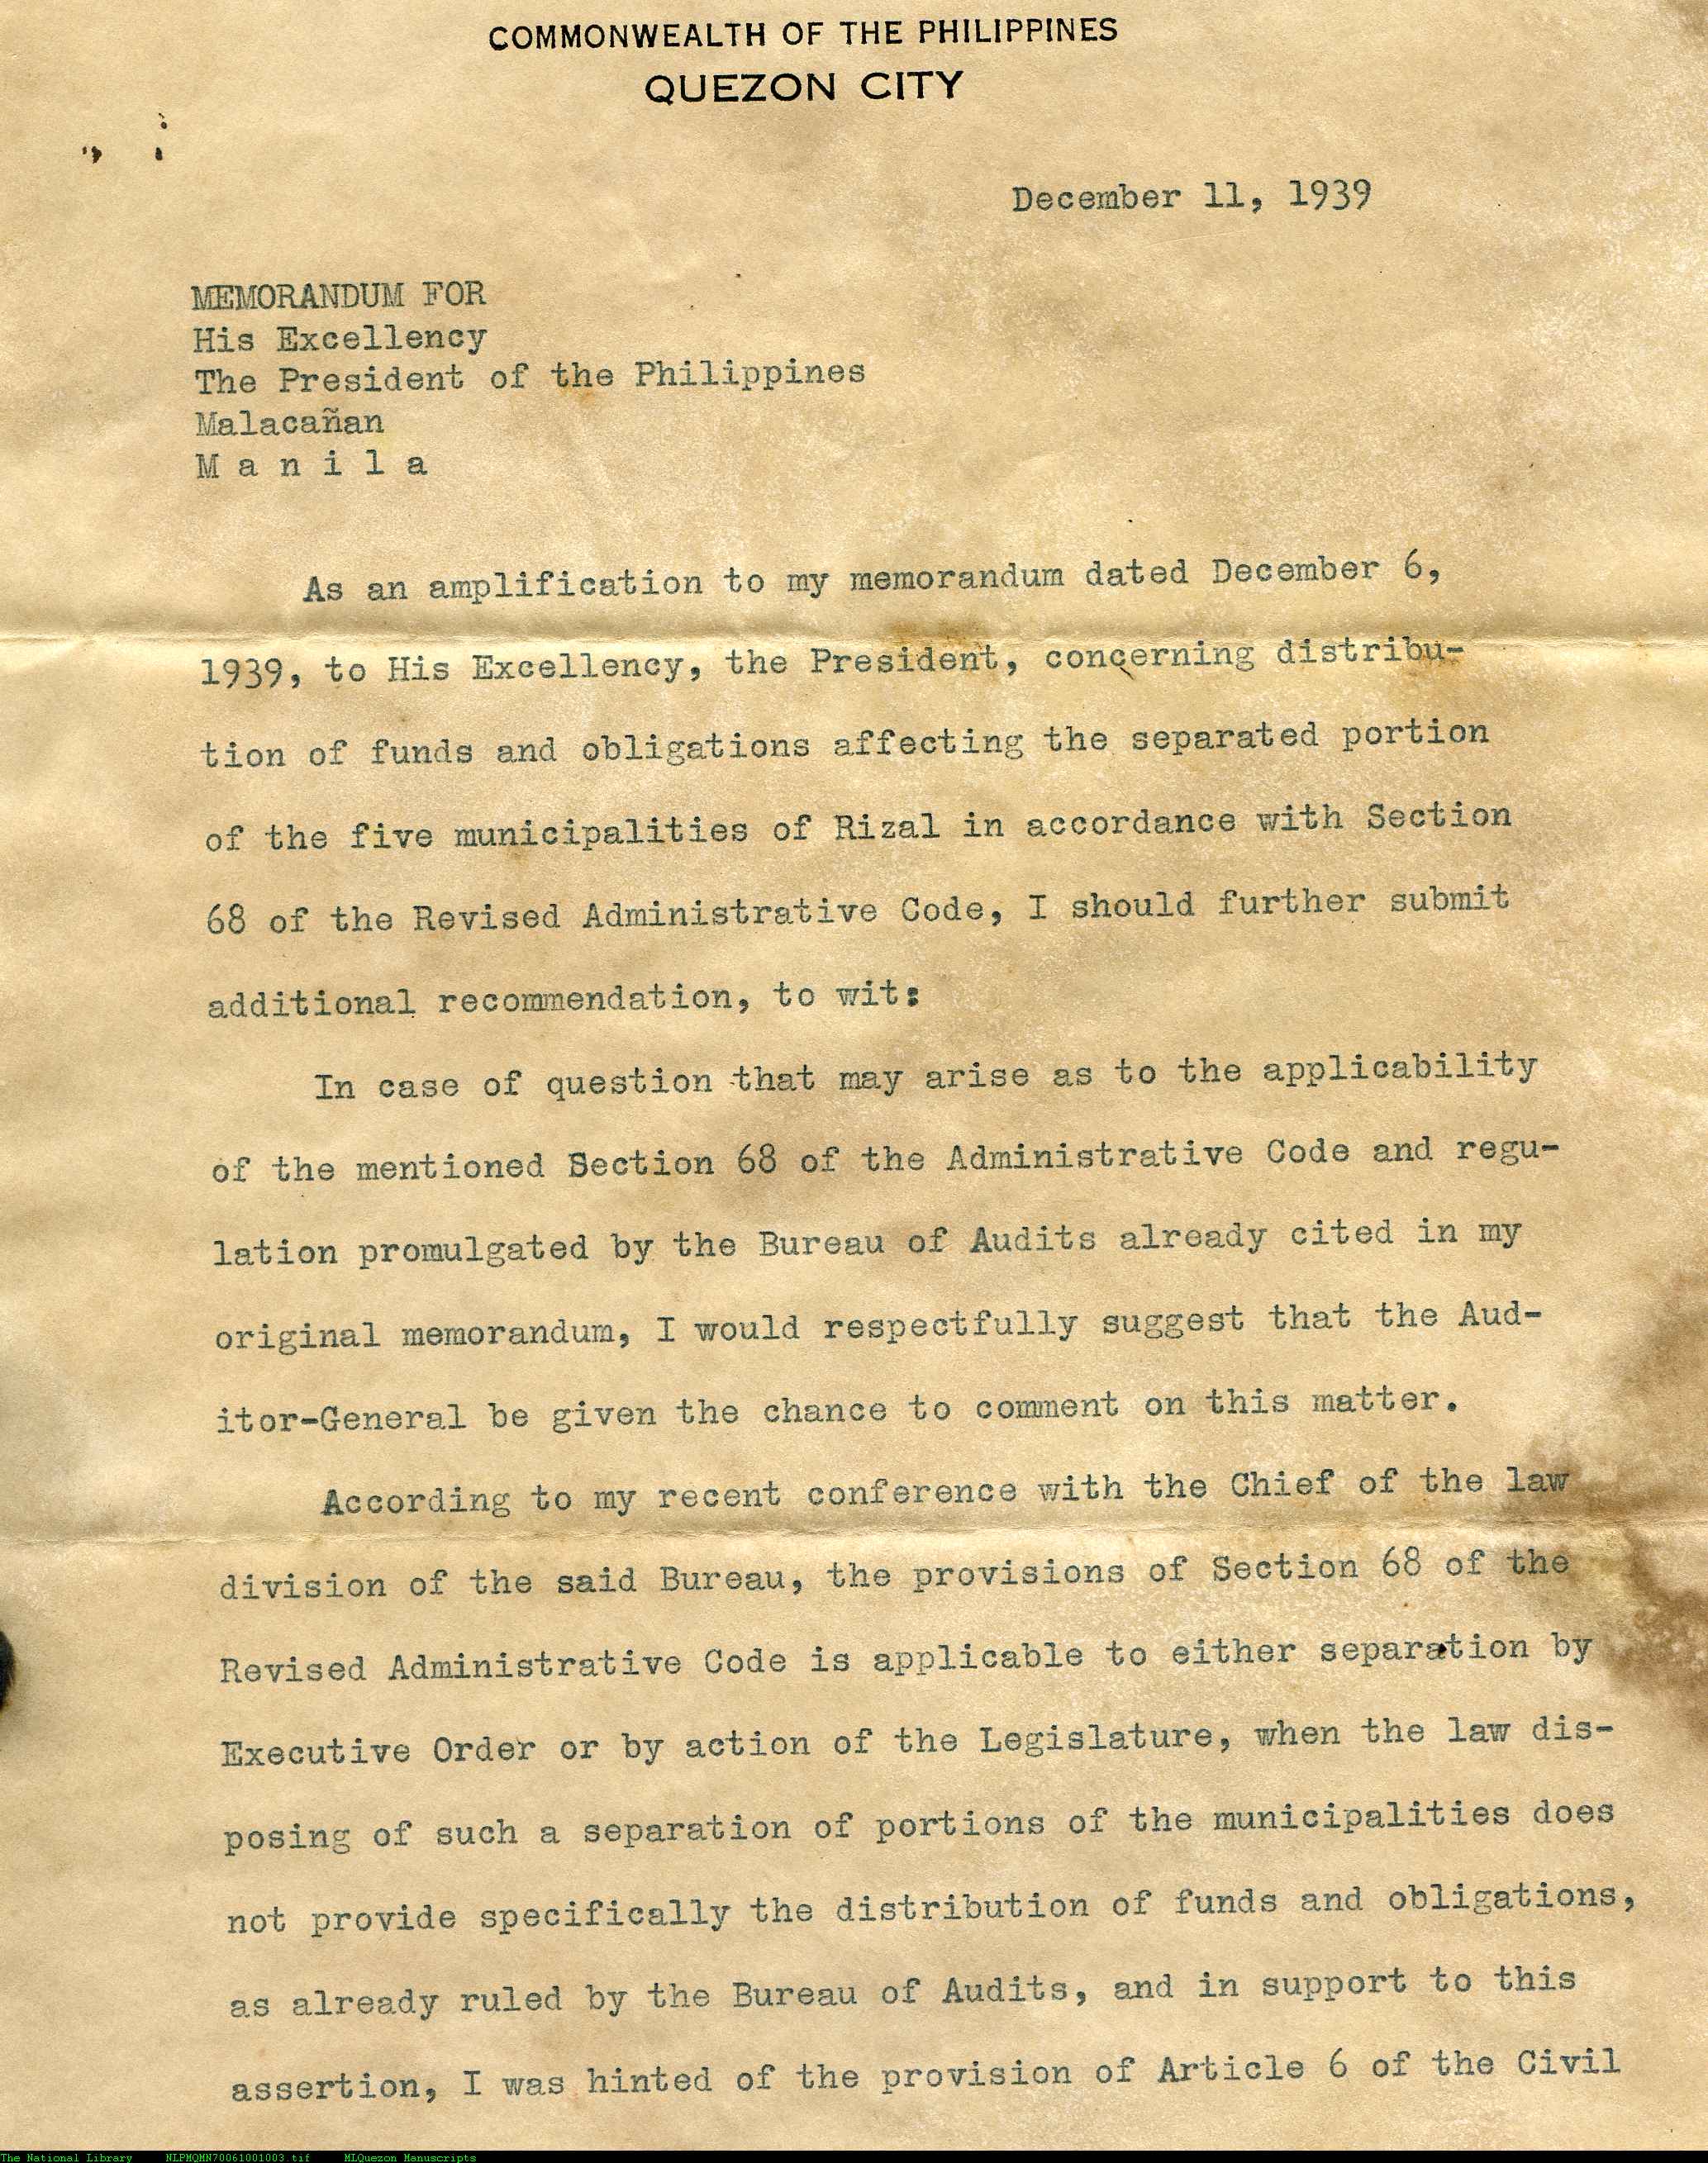 COMMONWEALTH OF THE PHILIPPINES
QUEZON CITY
December 11, 1939
MEMORANDUM FOR
His Excellency
The President of the Philippines
Malacañan
M a n i l a
As an amplification to my memorandum dated December 6,
1939, to His Excellency, the President, concerning distribu-
tion of funds and obligations affecting the separated portion
of the five municipalities of Rizal in accordance with Section
68 of the Revised Administrative Code, I should further submit
additional recommendation, to wit:
In case of question that may arise as to the applicability
of the mentioned Section 68 of the Administrative Code and regu-
lation promulgated by the Bureau of Audits already cited in my
original memorandum, I would respectfully suggest that the Aud-
itor-General be given the chance to comment on this matter.
According to my recent conference with the Chief of the law
division of the said Bureau, the provisions of Section 68 of the
Revised Administrative Code is applicable to either separation by
Executive Order or by action of the Legislature, when the law dis-
posing of such a separation of portions of the municipalities does
not provide specifically the distribution of funds and obligations,
as already ruled by the Bureau of Audits, and in support to this
assertion, I was hinted of the provision of Article 6 of the Civil
The National Library NLPMQMN70061001003.tif MLQuezon Manuscripts